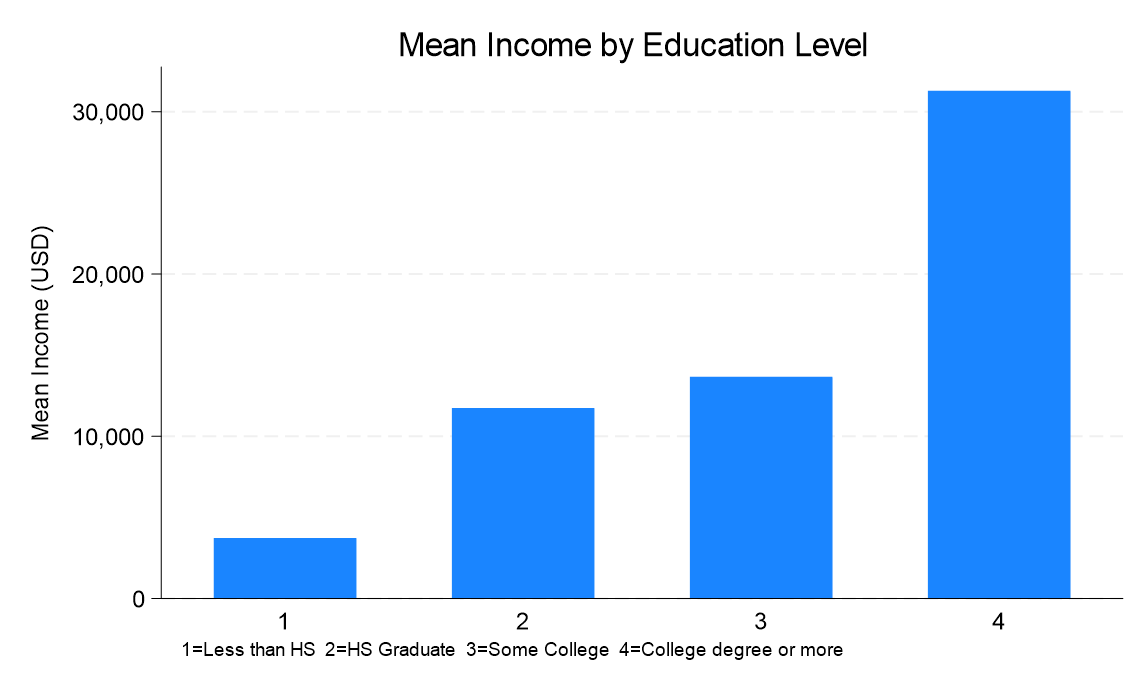 Mean Income by Education Level
Mean Income (USD)
30,000
20,000
10,000
0
1 2 3 4
1=Less than HS 2=HS Graduate 3=Some College 4=College degree or more